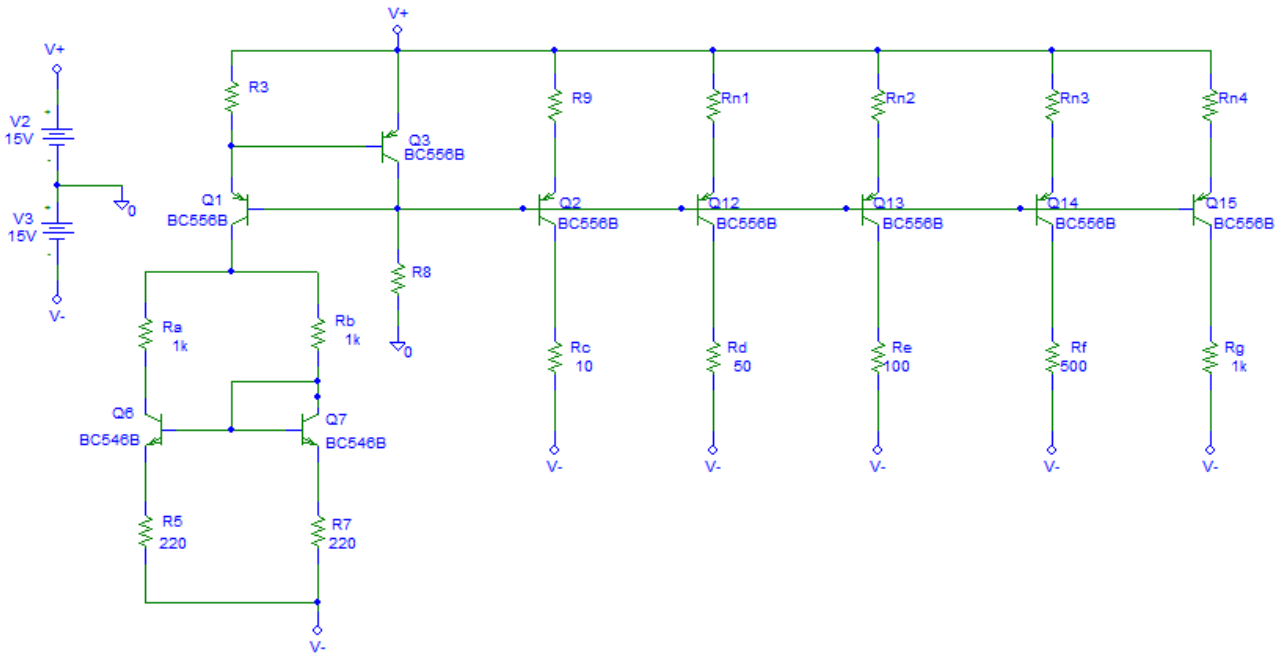 V+
V+
R3
R9
Rn1
Rn2
Rn3
Rn4
V2
15V
+
-
Q3
BC556B
0
V3
15V
+
-
Q1
BC556B
Q2
BC556B
Q12
BC556B
Q13
BC556B
Q14
BC556B
Q15
BC556B
V-
R8
0
Ra
1k
Rb
1k
Rc
10
Rd
50
Re
100
Rf
500
Rg
1k
Q6
BC546B
Q7
BC546B
V-
V-
V-
V-
V-
R5
220
R7
220
V-